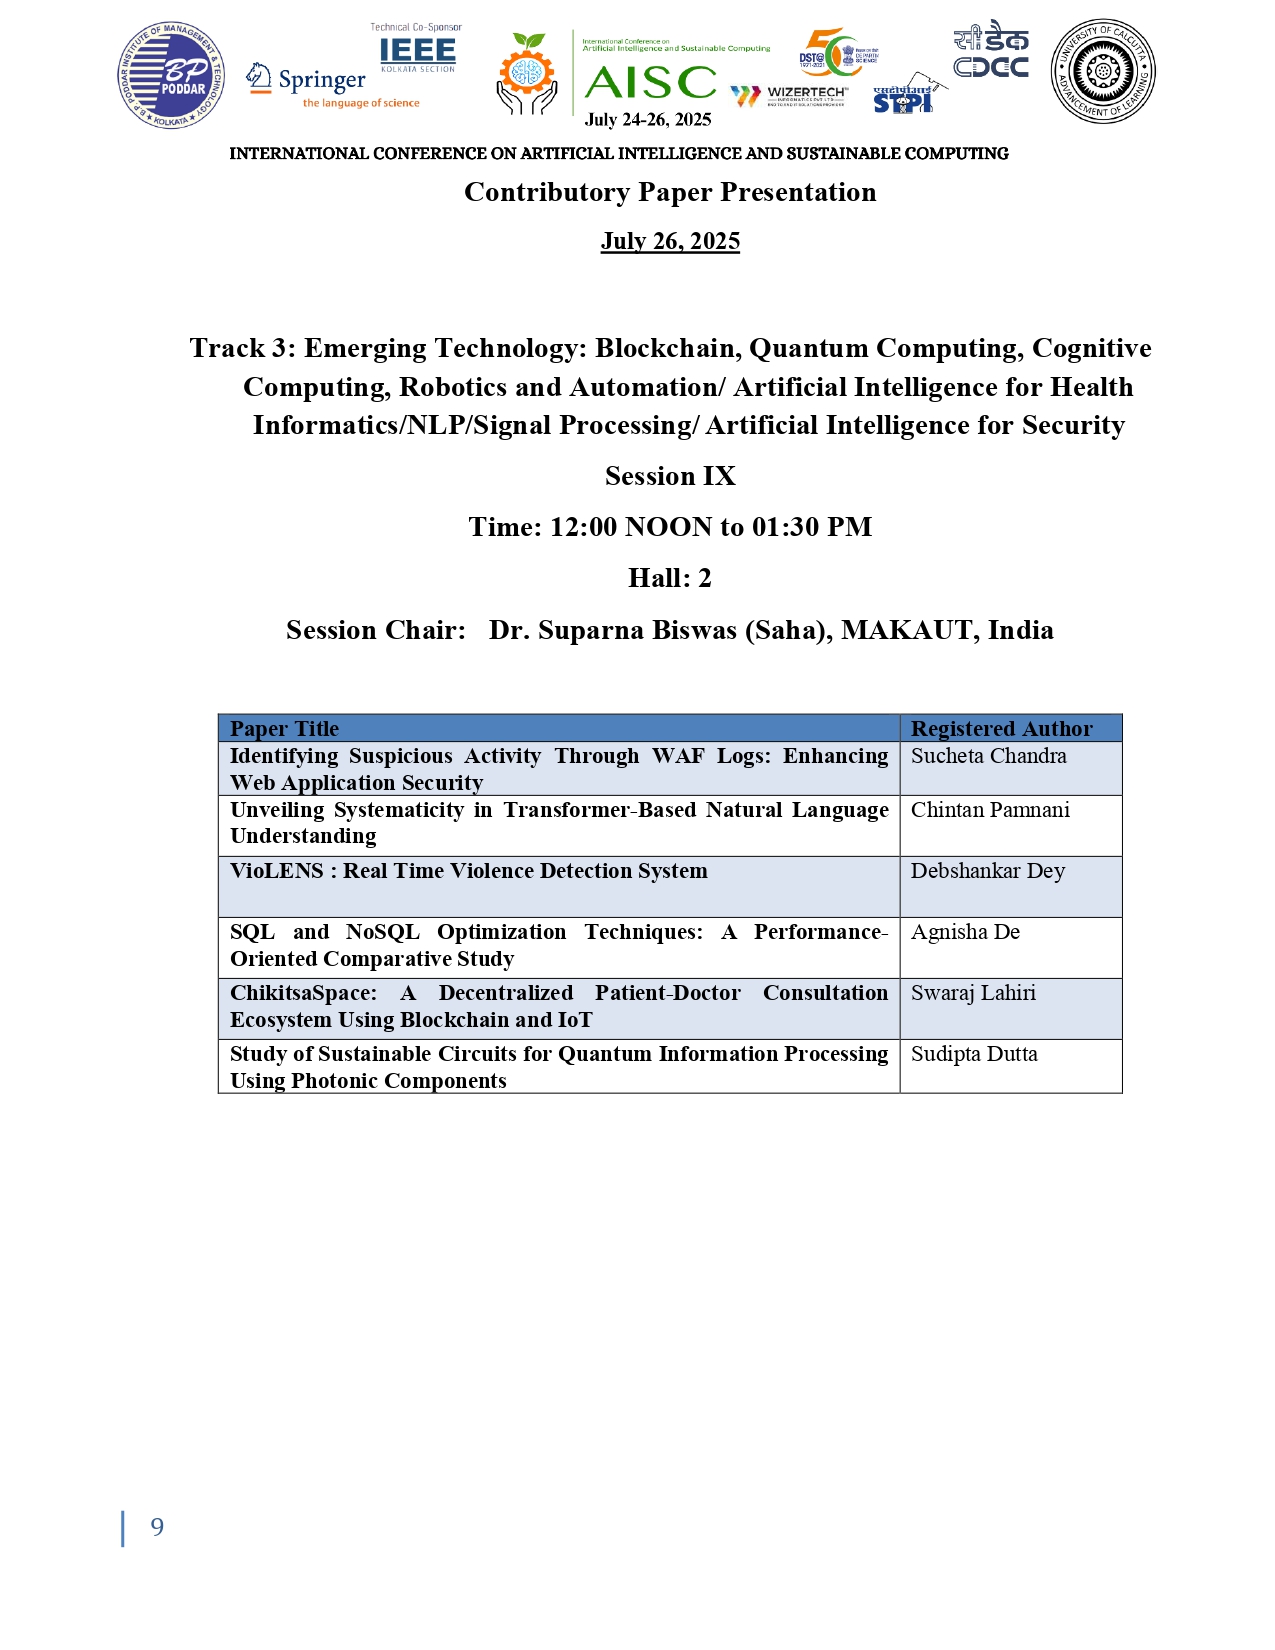 B P PODDAR INSTITUTE OF MANAGEMENT & TECHNOLOGY
KOLKATA
BP
PODDAR
Springer
the language of science
Technical Co-Sponsor
IEEE
KOLKATA SECTION
International Conference on
Artificial Intelligence and Sustainable Computing
AISC
July 24-26, 2025
DST@50
1971-2021
WIZERTECH
एसटीपीआई
STPI
सी डैक
CDAC
UNIVERSITY OF CALCUTTA
ADVANCEMENT OF LEARNING
INTERNATIONAL CONFERENCE ON ARTIFICIAL INTELLIGENCE AND SUSTAINABLE COMPUTING
Contributory Paper Presentation
July 26, 2025
Track 3: Emerging Technology: Blockchain, Quantum Computing, Cognitive
Computing, Robotics and Automation/ Artificial Intelligence for Health
Informatics/NLP/Signal Processing/ Artificial Intelligence for Security
Session IX
Time: 12:00 NOON to 01:30 PM
Hall: 2
Session Chair: Dr. Suparna Biswas (Saha), MAKAUT, India
Paper Title Registered Author
Identifying Suspicious Activity Through WAF Logs: Enhancing Sucheta Chandra
Web Application Security
Unveiling Systematicity in Transformer-Based Natural Language Chintan Pamnani
Understanding
VioLENS : Real Time Violence Detection System Debshankar Dey
SQL and NoSQL Optimization Techniques: A Performance- Agnisha De
Oriented Comparative Study
ChikitsaSpace: A Decentralized Patient-Doctor Consultation Swaraj Lahiri
Ecosystem Using Blockchain and IoT
Study of Sustainable Circuits for Quantum Information Processing Sudipta Dutta
Using Photonic Components
9